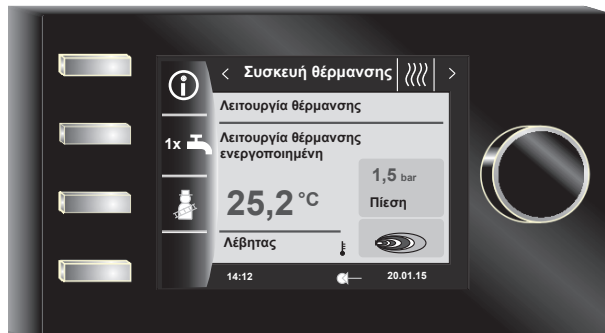 < Συσκευή θέρμανσης >
Λειτουργία θέρμανσης
1x
Λειτουργία θέρμανσης
ενεργοποιημένη
1,5 bar
Πίεση
25,2 °C
Λέβητας
14:12
20.01.15